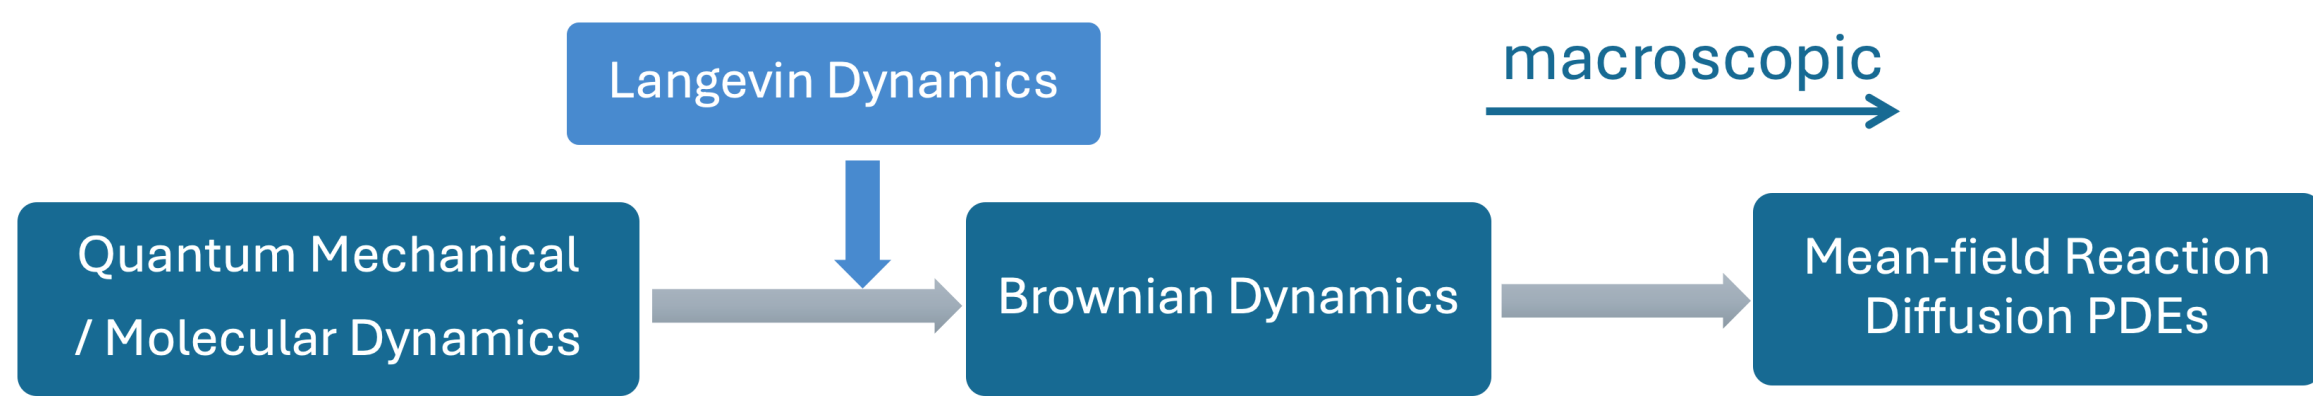 Langevin Dynamics
macroscopic
Quantum Mechanical
/ Molecular Dynamics
Brownian Dynamics
Mean-field Reaction
Diffusion PDEs